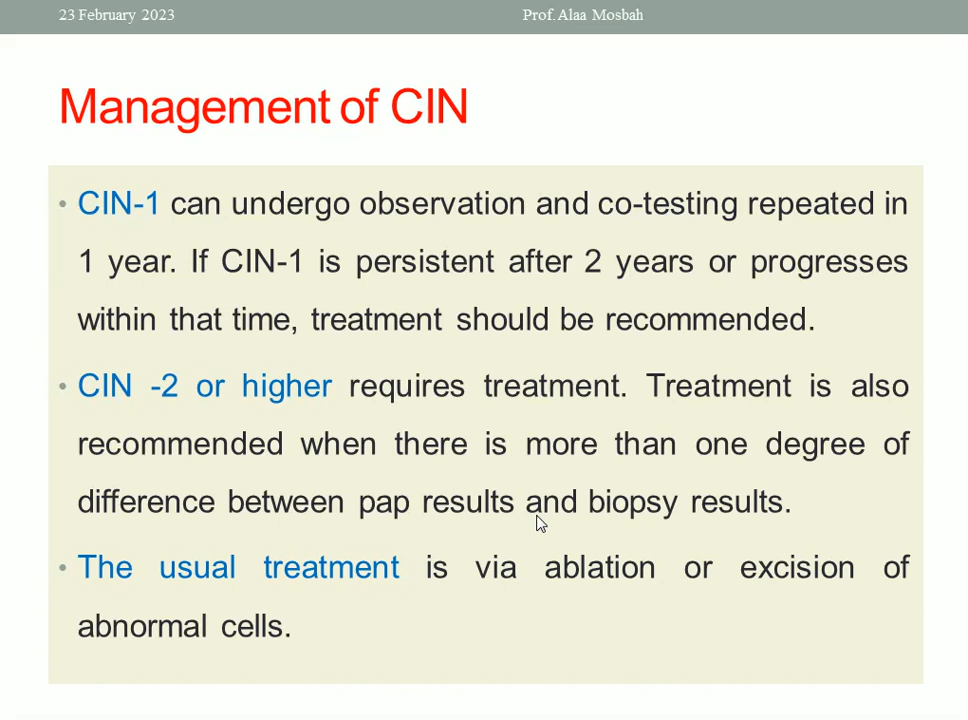 23 February 2023 Prof. Alaa Mosbah
Management of CIN
• CIN-1 can undergo observation and co-testing repeated in
1 year. If CIN-1 is persistent after 2 years or progresses
within that time, treatment should be recommended.
• CIN -2 or higher requires treatment. Treatment is also
recommended when there is more than one degree of
difference between pap results and biopsy results.
• The usual treatment is via ablation or excision of
abnormal cells.